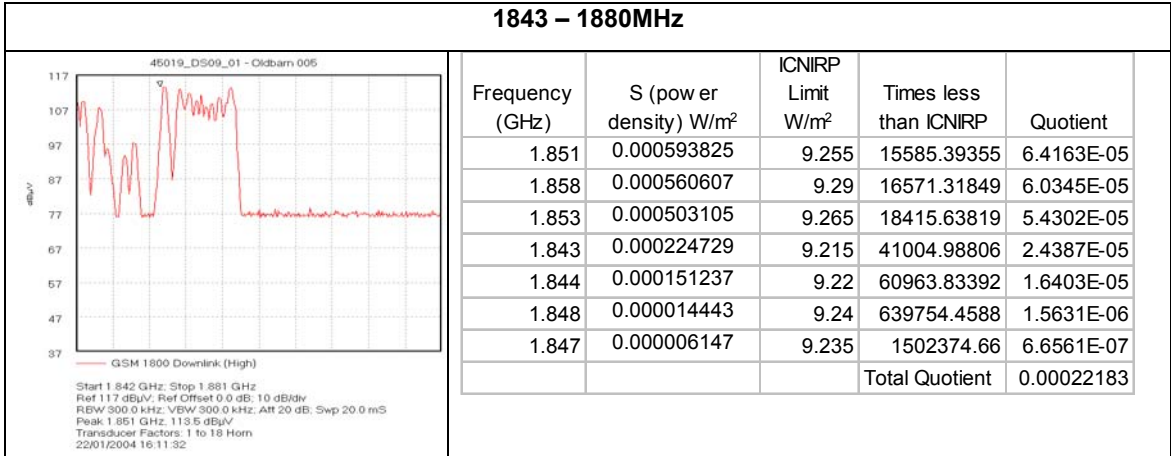 1843 – 1880MHz
45019_DS09_01 - Oldbarn 005
117
107
97
87
77
67
57
47
37
dBµV
GSM 1800 Downlink (High)
Start 1.842 GHz; Stop 1.881 GHz
Ref 117 dBµV; Ref Offset 0.0 dB; 10 dB/div
RBW 300.0 kHz; VBW 300.0 kHz; Att 20 dB; Swp 20.0 mS
Peak 1.851 GHz, 113.5 dBµV
Transducer Factors: 1 to 18 Horn
22/01/2004 16:11:32
Frequency (GHz) S (pow er density) W/m² ICNIRP Limit W/m² Times less than ICNIRP Quotient
1.851 0.000593825 9.255 15585.39355 6.4163E-05
1.858 0.000560607 9.29 16571.31849 6.0345E-05
1.853 0.000503105 9.265 18415.63819 5.4302E-05
1.843 0.000224729 9.215 41004.98806 2.4387E-05
1.844 0.000151237 9.22 60963.83392 1.6403E-05
1.848 0.000014443 9.24 639754.4588 1.5631E-06
1.847 0.000006147 9.235 1502374.66 6.6561E-07
Total Quotient 0.00022183